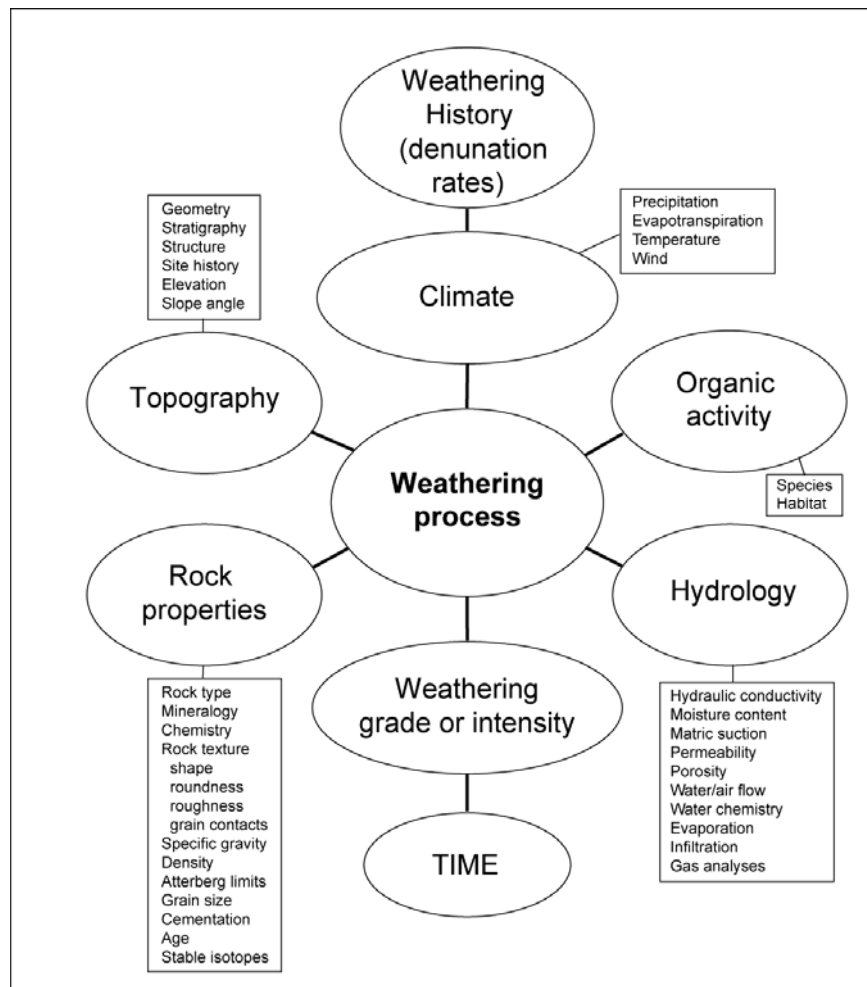 Weathering
History
(denunation
rates)
Geometry
Stratigraphy
Structure
Site history
Elevation
Slope angle
Precipitation
Evapotranspiration
Temperature
Wind
Climate
Topography
Organic
activity
Species
Habitat
Weathering
process
Rock
properties
Hydrology
Weathering
grade or intensity
Rock type
Mineralogy
Chemistry
Rock texture
shape
roundness
roughness
grain contacts
Specific gravity
Density
Atterberg limits
Grain size
Cementation
Age
Stable isotopes
Hydraulic conductivity
Moisture content
Matric suction
Permeability
Porosity
Water/air flow
Water chemistry
Evaporation
Infiltration
Gas analyses
TIME